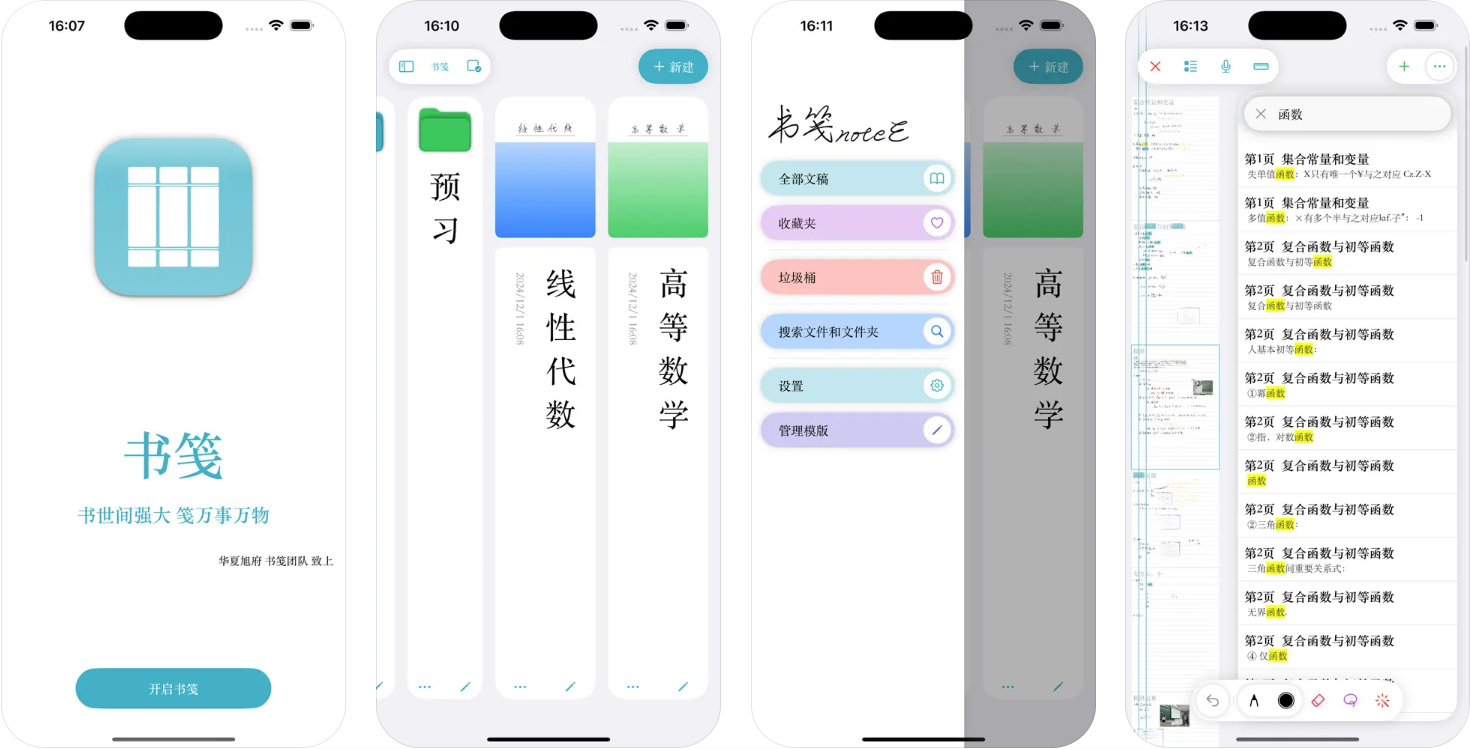 16:07
书笺
书世间强大 笺万事万物
华夏旭府 书笺团队 致上
开启书笺
16:10
书笺
+ 新建
预习
线性代数
线性代数
2024/12/1 16:08
高等数学
高等数学
2024/12/1 16:08
16:11
+ 新建
书笺noteE
全部文稿
收藏夹
垃圾桶
搜索文件和文件夹
设置
管理模版
高等数学
高等数学
2024/12/1 16:08
16:13
函数
第1页 集合常量和变量
失单值函数：X只有唯一个¥与之对应 Cz.Z-X
第1页 集合常量和变量
多值函数：×有多个半与之对应laf.子”： -1
第2页 复合函数与初等函数
复合函数与初等函数
第2页 复合函数与初等函数
复合函数与初等函数
第2页 复合函数与初等函数
人基本初等函数：
第2页 复合函数与初等函数
①幂函数
第2页 复合函数与初等函数
②指、对数函数
第2页 复合函数与初等函数
函数
第2页 复合函数与初等函数
②三角函数：
第2页 复合函数与初等函数
三角函数间重要关系式：
第2页 复合函数与初等函数
无界函数.
第2页 复合函数与初等函数
④ 仅函数